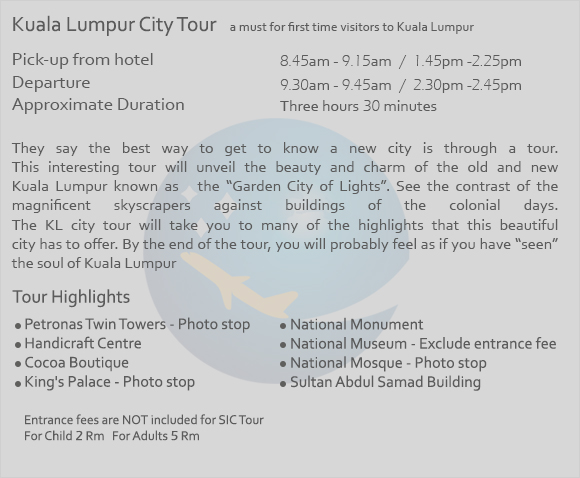 Kuala Lumpur City Tour a must for first time visitors to Kuala Lumpur
Pick-up from hotel 8.45am - 9.15am / 1.45pm -2.25pm
Departure 9.30am - 9.45am / 2.30pm -2.45pm
Approximate Duration Three hours 30 minutes
They say the best way to get to know a new city is through a tour.
This interesting tour will unveil the beauty and charm of the old and new
Kuala Lumpur known as the “Garden City of Lights”. See the contrast of the
magnificent skyscrapers against buildings of the colonial days.
The KL city tour will take you to many of the highlights that this beautiful
city has to offer. By the end of the tour, you will probably feel as if you have “seen”
the soul of Kuala Lumpur
Tour Highlights
• Petronas Twin Towers - Photo stop
• Handicraft Centre
• Cocoa Boutique
• King's Palace - Photo stop
• National Monument
• National Museum - Exclude entrance fee
• National Mosque - Photo stop
• Sultan Abdul Samad Building
Entrance fees are NOT included for SIC Tour
For Child 2 Rm For Adults 5 Rm